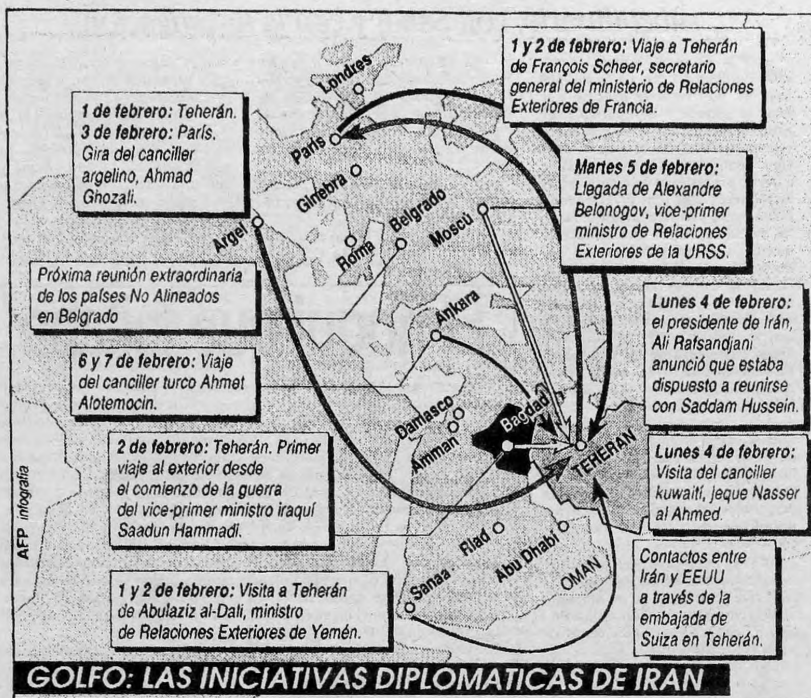 1 y 2 de febrero: Viaje a Teherán
de François Scheer, secretario
general del ministerio de Relaciones
Exteriores de Francia.
1 de febrero: Teherán.
3 de febrero: París.
Gira del canciller
argelino, Ahmad
Ghozali.
Martes 5 de febrero:
Llegada de Alexandre
Belonogov, vice-primer
ministro de Relaciones
Exteriores de la URSS.
Próxima reunión extraordinaria
de los países No Alineados
en Belgrado
Lunes 4 de febrero:
el presidente de Irán,
Ali Rafsandjani
anunció que estaba
dispuesto a reunirse
con Saddam Hussein.
6 y 7 de febrero: Viaje
del canciller turco Ahmet
Alotemocin.
2 de febrero: Teherán. Primer
viaje al exterior desde
el comienzo de la guerra
del vice-primer ministro iraquí
Saadun Hammadi.
Lunes 4 de febrero:
Visita del canciller
kuwaití, jeque Nasser
al Ahmed.
1 y 2 de febrero: Visita a Teherán
de Abulaziz al-Dali, ministro
de Relaciones Exteriores de Yemén.
Contactos entre
Irán y EEUU
a través de la
embajada de
Suiza en Teherán.
Londres
París
Ginebra
Argel
Roma
Belgrado
Moscú
Ankara
Damasco
Amman
Bagdad
TEHERAN
Riad
Abu Dhabi
OMAN
Sanaa
AFP infografía
GOLFO: LAS INICIATIVAS DIPLOMATICAS DE IRAN